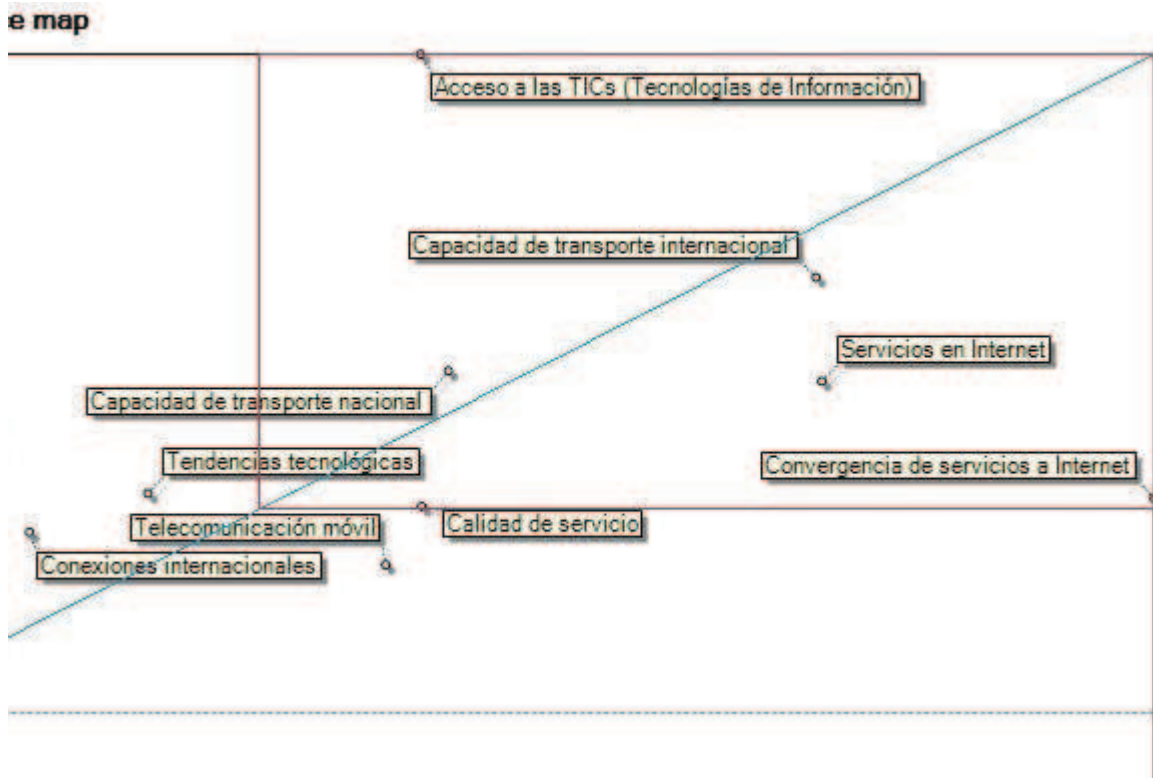 e map
Acceso a las TICs (Tecnologías de Información)
Capacidad de transporte internacional
Servicios en Internet
Capacidad de transporte nacional
Tendencias tecnológicas
Convergencia de servicios a Internet
Telecomunicación móvil
Calidad de servicio
Conexiones internacionales